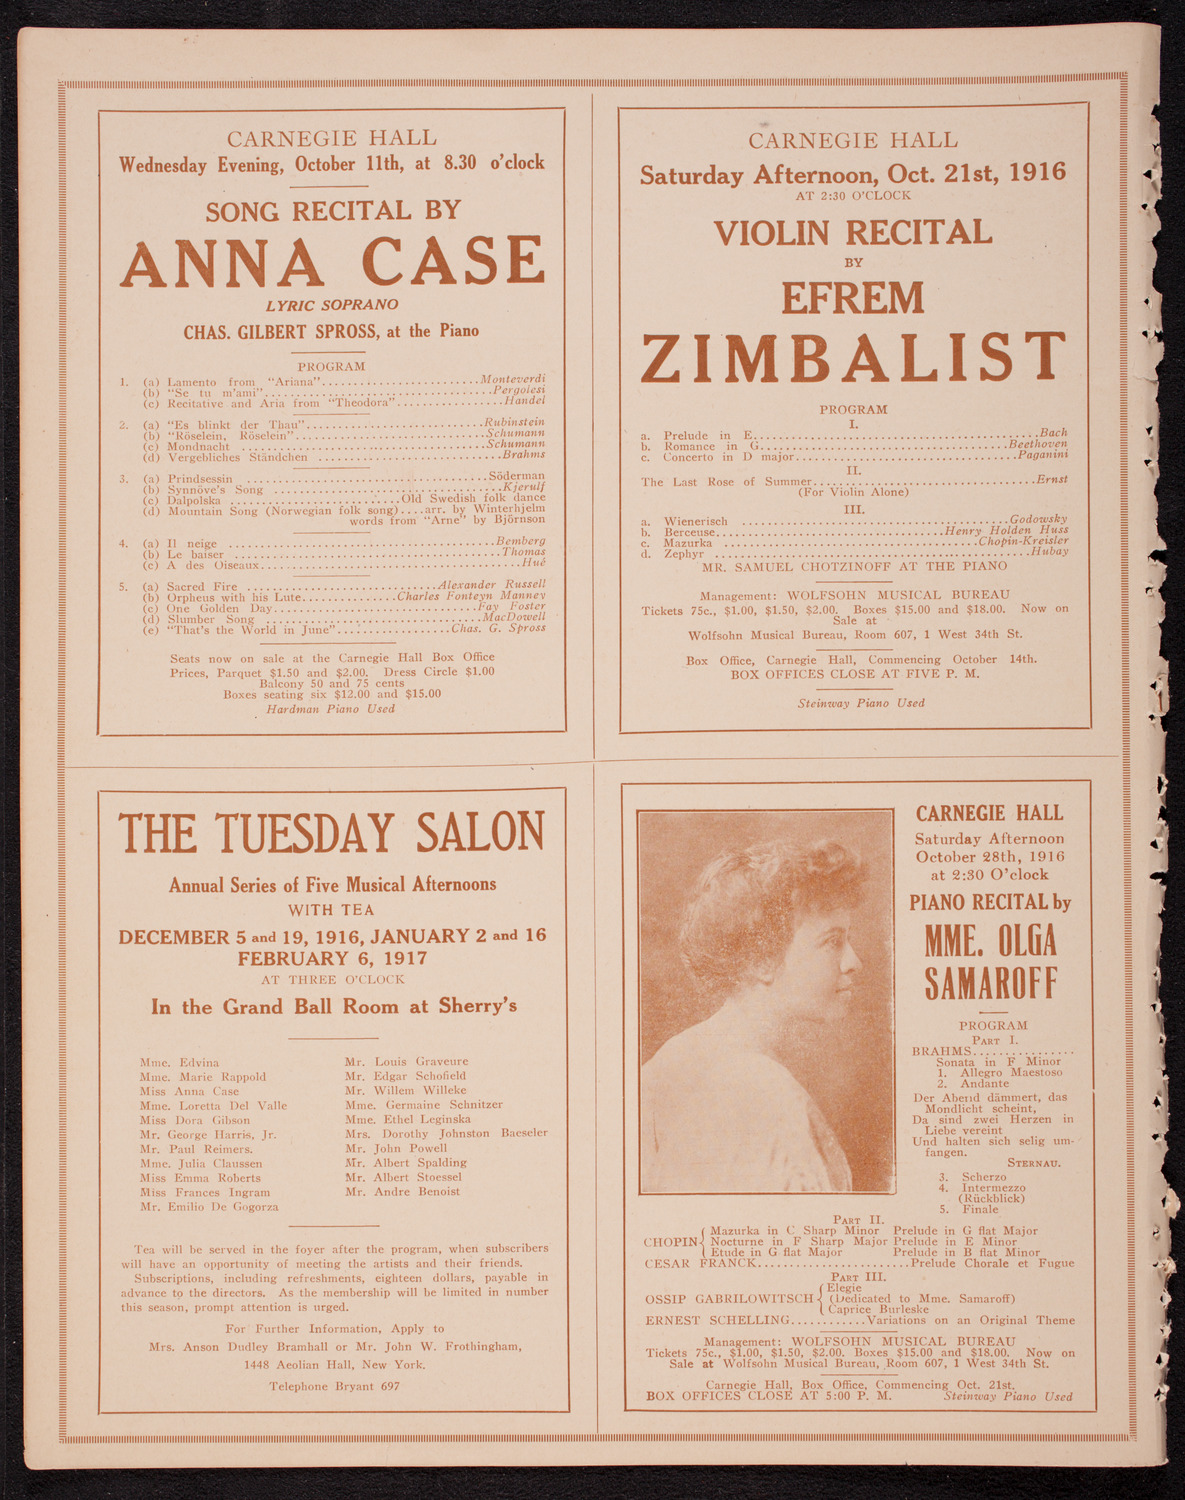 CARNEGIE HALL
Wednesday Evening, October 11th, at 8.30 o'clock
SONG RECITAL BY
ANNA CASE
LYRIC SOPRANO
CHAS. GILBERT SPROSS, at the Piano
PROGRAM
1. (a) Lamento from "Ariana"........................Monteverdi
(b) "Se tu m'ami"...................................Pergolesi
(c) Recitative and Aria from "Theodora"................Handel
2. (a) "Es blinkt der Thau"...........................Rubinstein
(b) "Röselein, Röselein"............................Schumann
(c) Mondnacht ......................................Schumann
(d) Vergebliches Ständchen ............................Brahms
3. (a) Prindsessin ......................................Söderman
(b) Synnöve's Song ...................................Kjerulf
(c) Dalpolska ..........................Old Swedish folk dance
(d) Mountain Song (Norwegian folk song)....arr. by Winterhjelm
words from "Arne" by Björnson
4. (a) Il neige .........................................Bemberg
(b) Le baiser .........................................Thomas
(c) A des Oiseaux........................................Hué
5. (a) Sacred Fire .............................Alexander Russell
(b) Orpheus with his Lute...............Charles Fonteyn Manney
(c) One Golden Day...............................Fay Foster
(d) Slumber Song ....................................MacDowell
(e) "That's the World in June"..................Chas. G. Spross
Seats now on sale at the Carnegie Hall Box Office
Prices, Parquet $1.50 and $2.00. Dress Circle $1.00
Balcony 50 and 75 cents
Boxes seating six $12.00 and $15.00
Hardman Piano Used
CARNEGIE HALL
Saturday Afternoon, Oct. 21st, 1916
AT 2:30 O'CLOCK
VIOLIN RECITAL
BY
EFREM
ZIMBALIST
PROGRAM
I.
a. Prelude in E.............................................Bach
b. Romance in G.......................................Beethoven
c. Concerto in D major...................................Paganini
II.
The Last Rose of Summer...................................Ernst
(For Violin Alone)
III.
a. Wienerisch ..........................................Godowsky
b. Berceuse...................................Henry Holden Huss
c. Mazurka .......................................Chopin-Kreisler
d. Zephyr ................................................Hubay
MR. SAMUEL CHOTZINOFF AT THE PIANO
Management: WOLFSOHN MUSICAL BUREAU
Tickets 75c., $1.00, $1.50, $2.00. Boxes $15.00 and $18.00. Now on
Sale at
Wolfsohn Musical Bureau, Room 607, 1 West 34th St.
Box Office, Carnegie Hall, Commencing October 14th.
BOX OFFICES CLOSE AT FIVE P. M.
Steinway Piano Used
THE TUESDAY SALON
Annual Series of Five Musical Afternoons
WITH TEA
DECEMBER 5 and 19, 1916, JANUARY 2 and 16
FEBRUARY 6, 1917
AT THREE O'CLOCK
In the Grand Ball Room at Sherry's
Mme. Edvina
Mme. Marie Rappold
Miss Anna Case
Mme. Loretta Del Valle
Miss Dora Gibson
Mr. George Harris, Jr.
Mr. Paul Reimers.
Mme. Julia Claussen
Miss Emma Roberts
Miss Frances Ingram
Mr. Emilio De Gogorza
Mr. Louis Graveure
Mr. Edgar Schofield
Mr. Willem Willeke
Mme. Germaine Schnitzer
Mme. Ethel Leginska
Mrs. Dorothy Johnston Baeseler
Mr. John Powell
Mr. Albert Spalding
Mr. Albert Stoessel
Mr. Andre Benoist
Tea will be served in the foyer after the program, when subscribers
will have an opportunity of meeting the artists and their friends.
Subscriptions, including refreshments, eighteen dollars, payable in
advance to the directors. As the membership will be limited in number
this season, prompt attention is urged.
For Further Information, Apply to
Mrs. Anson Dudley Bramhall or Mr. John W. Frothingham,
1448 Aeolian Hall, New York.
Telephone Bryant 697
CARNEGIE HALL
Saturday Afternoon
October 28th, 1916
at 2:30 O'clock
PIANO RECITAL by
MME. OLGA
SAMAROFF
PROGRAM
PART I.
BRAHMS................
Sonata in F Minor
1. Allegro Maestoso
2. Andante
Der Abend dämmert, das
Mondlicht scheint,
Da sind zwei Herzen in
Liebe vereint
Und halten sich selig um-
fangen.
STERNAU.
3. Scherzo
4. Intermezzo
(Rückblick)
5. Finale
PART II.
Mazurka in C Sharp Minor Prelude in G flat Major
CHOPIN Nocturne in F Sharp Major Prelude in E Minor
Etude in G flat Major Prelude in B flat Minor
CESAR FRANCK.......................Prelude Chorale et Fugue
PART III.
Elegie
OSSIP GABRILOWITSCH (Dedicated to Mme. Samaroff)
Caprice Burleske
ERNEST SCHELLING............Variations on an Original Theme
Management: WOLFSOHN MUSICAL BUREAU
Tickets 75c., $1.00, $1.50, $2.00. Boxes $15.00 and $18.00. Now on
Sale at Wolfsohn Musical Bureau, Room 607, 1 West 34th St.
Carnegie Hall, Box Office, Commencing Oct. 21st.
BOX OFFICES CLOSE AT 5:00 P. M. Steinway Piano Used